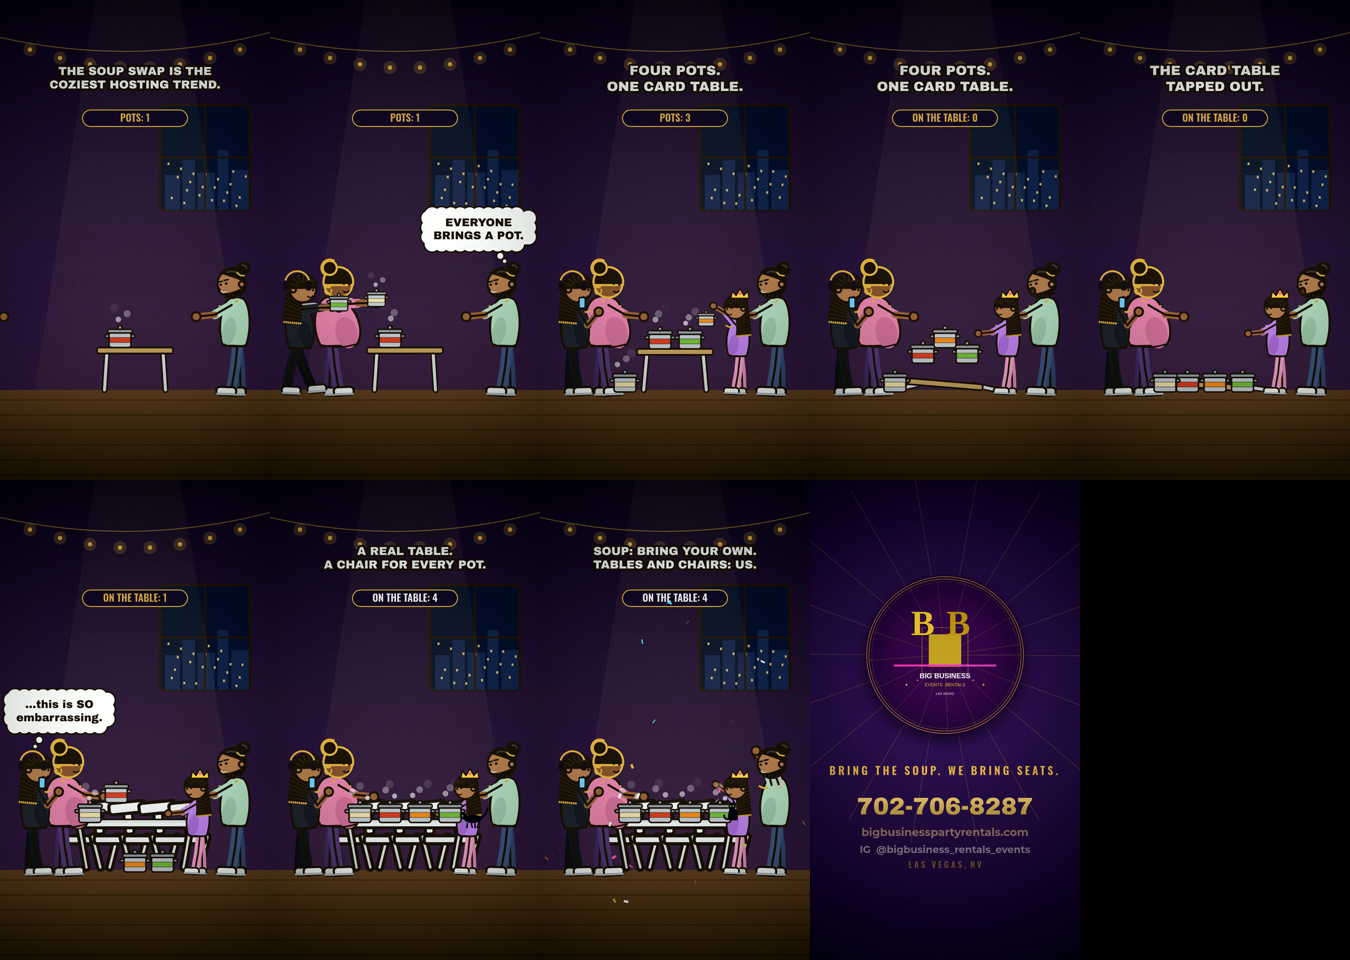 THE SOUP SWAP IS THE
COZIEST HOSTING TREND.
POTS: 1
POTS: 1
EVERYONE
BRINGS A POT.
FOUR POTS.
ONE CARD TABLE.
POTS: 3
FOUR POTS.
ONE CARD TABLE.
ON THE TABLE: 0
THE CARD TABLE
TAPPED OUT.
ON THE TABLE: 0
ON THE TABLE: 1
...this is SO
embarrassing.
A REAL TABLE.
A CHAIR FOR EVERY POT.
ON THE TABLE: 4
SOUP: BRING YOUR OWN.
TABLES AND CHAIRS: US.
ON THE TABLE: 4
B B
BIG BUSINESS
EVENTS RENTALS
LAS VEGAS
BRING THE SOUP. WE BRING SEATS.
702-706-8287
bigbusinesspartyrentals.com
IG @bigbusiness_rentals_events
LAS VEGAS, NV